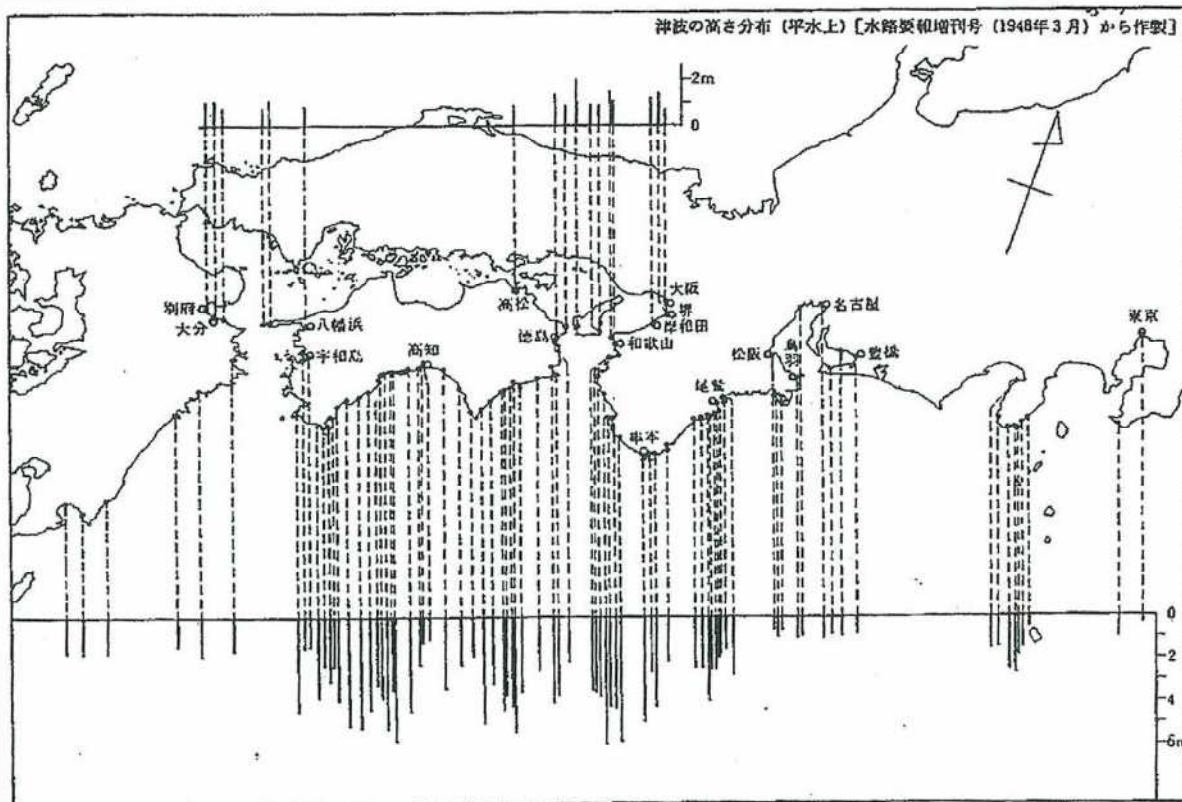 津波の高さ分布（平水上）［水路要報増刊号（1948年3月）から作製］
2m
0
別府
大分
八幡浜
宇和島
高知
高松
徳島
大阪
堺
岸和田
和歌山
串本
尾鷲
松阪
鳥羽
名古屋
豊橋
東京
0
2
4
6m